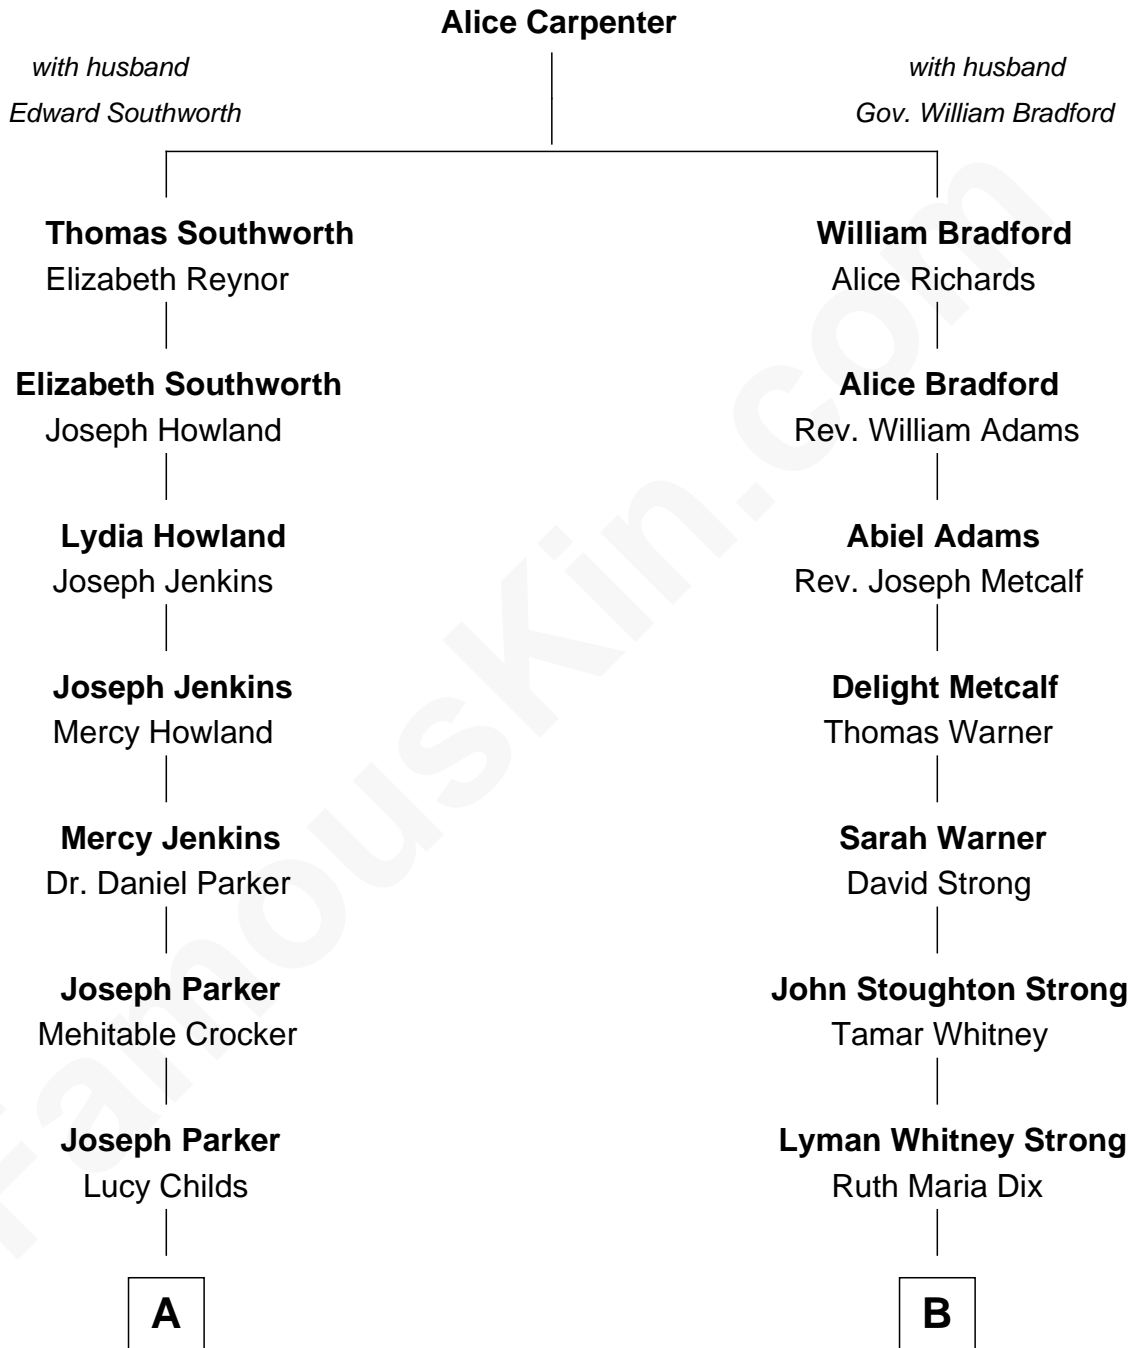 Alice Carpenter
with husband
Edward Southworth
with husband
Gov. William Bradford
Thomas Southworth
Elizabeth Reynor
William Bradford
Alice Richards
Elizabeth Southworth
Joseph Howland
Alice Bradford
Rev. William Adams
Lydia Howland
Joseph Jenkins
Abiel Adams
Rev. Joseph Metcalf
Joseph Jenkins
Mercy Howland
Delight Metcalf
Thomas Warner
Mercy Jenkins
Dr. Daniel Parker
Sarah Warner
David Strong
Joseph Parker
Mehitable Crocker
John Stoughton Strong
Tamar Whitney
Joseph Parker
Lucy Childs
Lyman Whitney Strong
Ruth Maria Dix
A
B
FamousKin.com